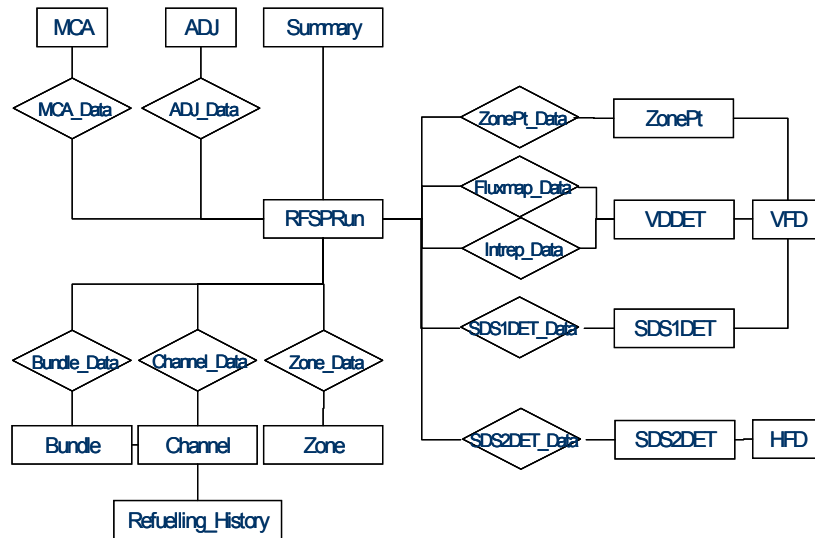 MCA
ADJ
Summary
MCA_Data
ADJ_Data
ZonePt_Data
ZonePt
Fluxmap_Data
RFSPRun
VDDET
VFD
Intrep_Data
SDS1DET_Data
SDS1DET
Bundle_Data
Channel_Data
Zone_Data
Bundle
Channel
Zone
SDS2DET_Data
SDS2DET
HFD
Refuelling_History